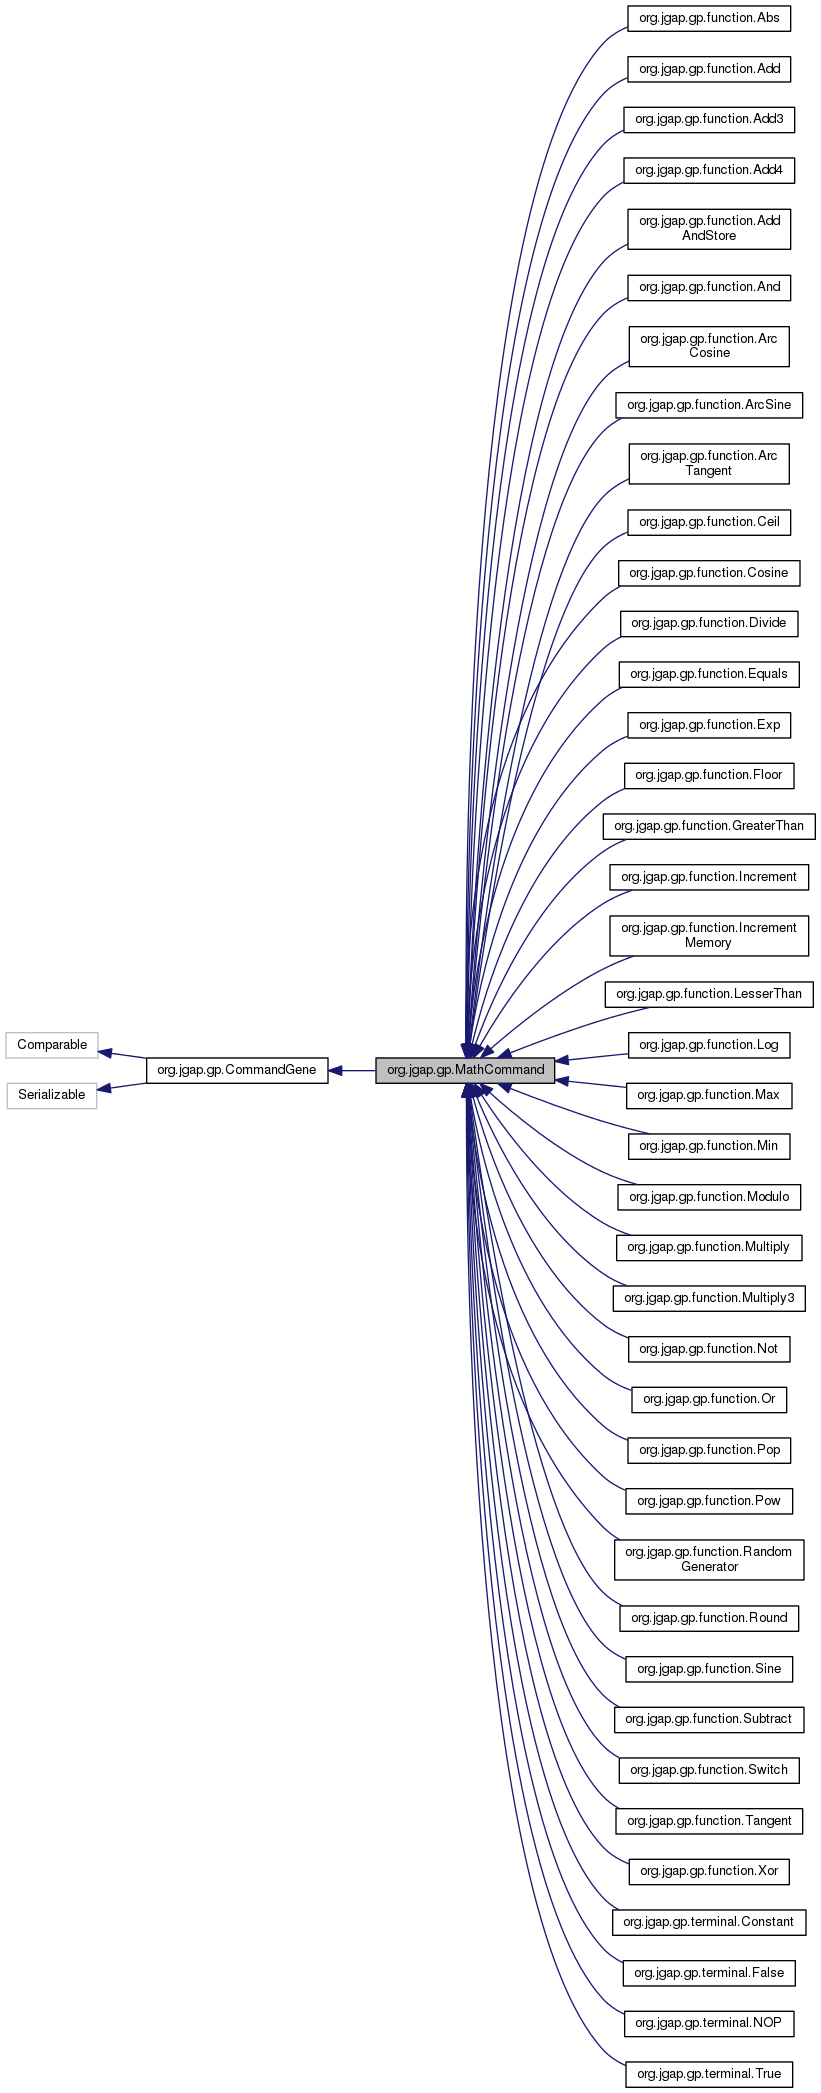 org.jgap.gp.function.Abs
org.jgap.gp.function.Add
org.jgap.gp.function.Add3
org.jgap.gp.function.Add4
org.jgap.gp.function.Add
AndStore
org.jgap.gp.function.And
org.jgap.gp.function.Arc
Cosine
org.jgap.gp.function.ArcSine
org.jgap.gp.function.Arc
Tangent
org.jgap.gp.function.Ceil
org.jgap.gp.function.Cosine
org.jgap.gp.function.Divide
org.jgap.gp.function.Equals
org.jgap.gp.function.Exp
org.jgap.gp.function.Floor
org.jgap.gp.function.GreaterThan
org.jgap.gp.function.Increment
org.jgap.gp.function.Increment
Memory
org.jgap.gp.function.LesserThan
Comparable
Serializable
org.jgap.gp.CommandGene
org.jgap.gp.MathCommand
org.jgap.gp.function.Log
org.jgap.gp.function.Max
org.jgap.gp.function.Min
org.jgap.gp.function.Modulo
org.jgap.gp.function.Multiply
org.jgap.gp.function.Multiply3
org.jgap.gp.function.Not
org.jgap.gp.function.Or
org.jgap.gp.function.Pop
org.jgap.gp.function.Pow
org.jgap.gp.function.Random
Generator
org.jgap.gp.function.Round
org.jgap.gp.function.Sine
org.jgap.gp.function.Subtract
org.jgap.gp.function.Switch
org.jgap.gp.function.Tangent
org.jgap.gp.function.Xor
org.jgap.gp.terminal.Constant
org.jgap.gp.terminal.False
org.jgap.gp.terminal.NOP
org.jgap.gp.terminal.True